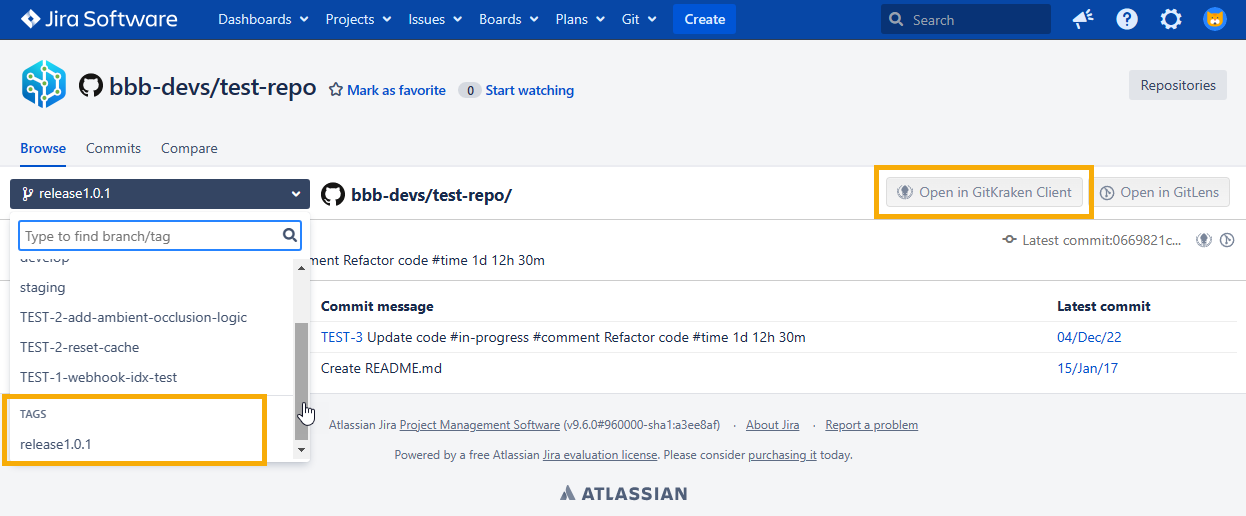 Jira Software Dashboards Projects Issues Boards Plans Git Create Search
bbb-devs/test-repo Mark as favorite 0 Start watching Repositories
Browse Commits Compare
release1.0.1 bbb-devs/test-repo/ Open in GitKraken Client Open in GitLens
Type to find branch/tag Latest commit:0669821c...
develop mment Refactor code #time 1d 12h 30m
staging
Commit message Latest commit
TEST-2-add-ambient-occlusion-logic
TEST-3 Update code #in-progress #comment Refactor code #time 1d 12h 30m 04/Dec/22
TEST-2-reset-cache
Create README.md 15/Jan/17
TEST-1-webhook-idx-test
TAGS
release1.0.1
Atlassian Jira Project Management Software (v9.6.0#960000-sha1:a3ee8af) · About Jira · Report a problem
Powered by a free Atlassian Jira evaluation license. Please consider purchasing it today.
ATLASSIAN